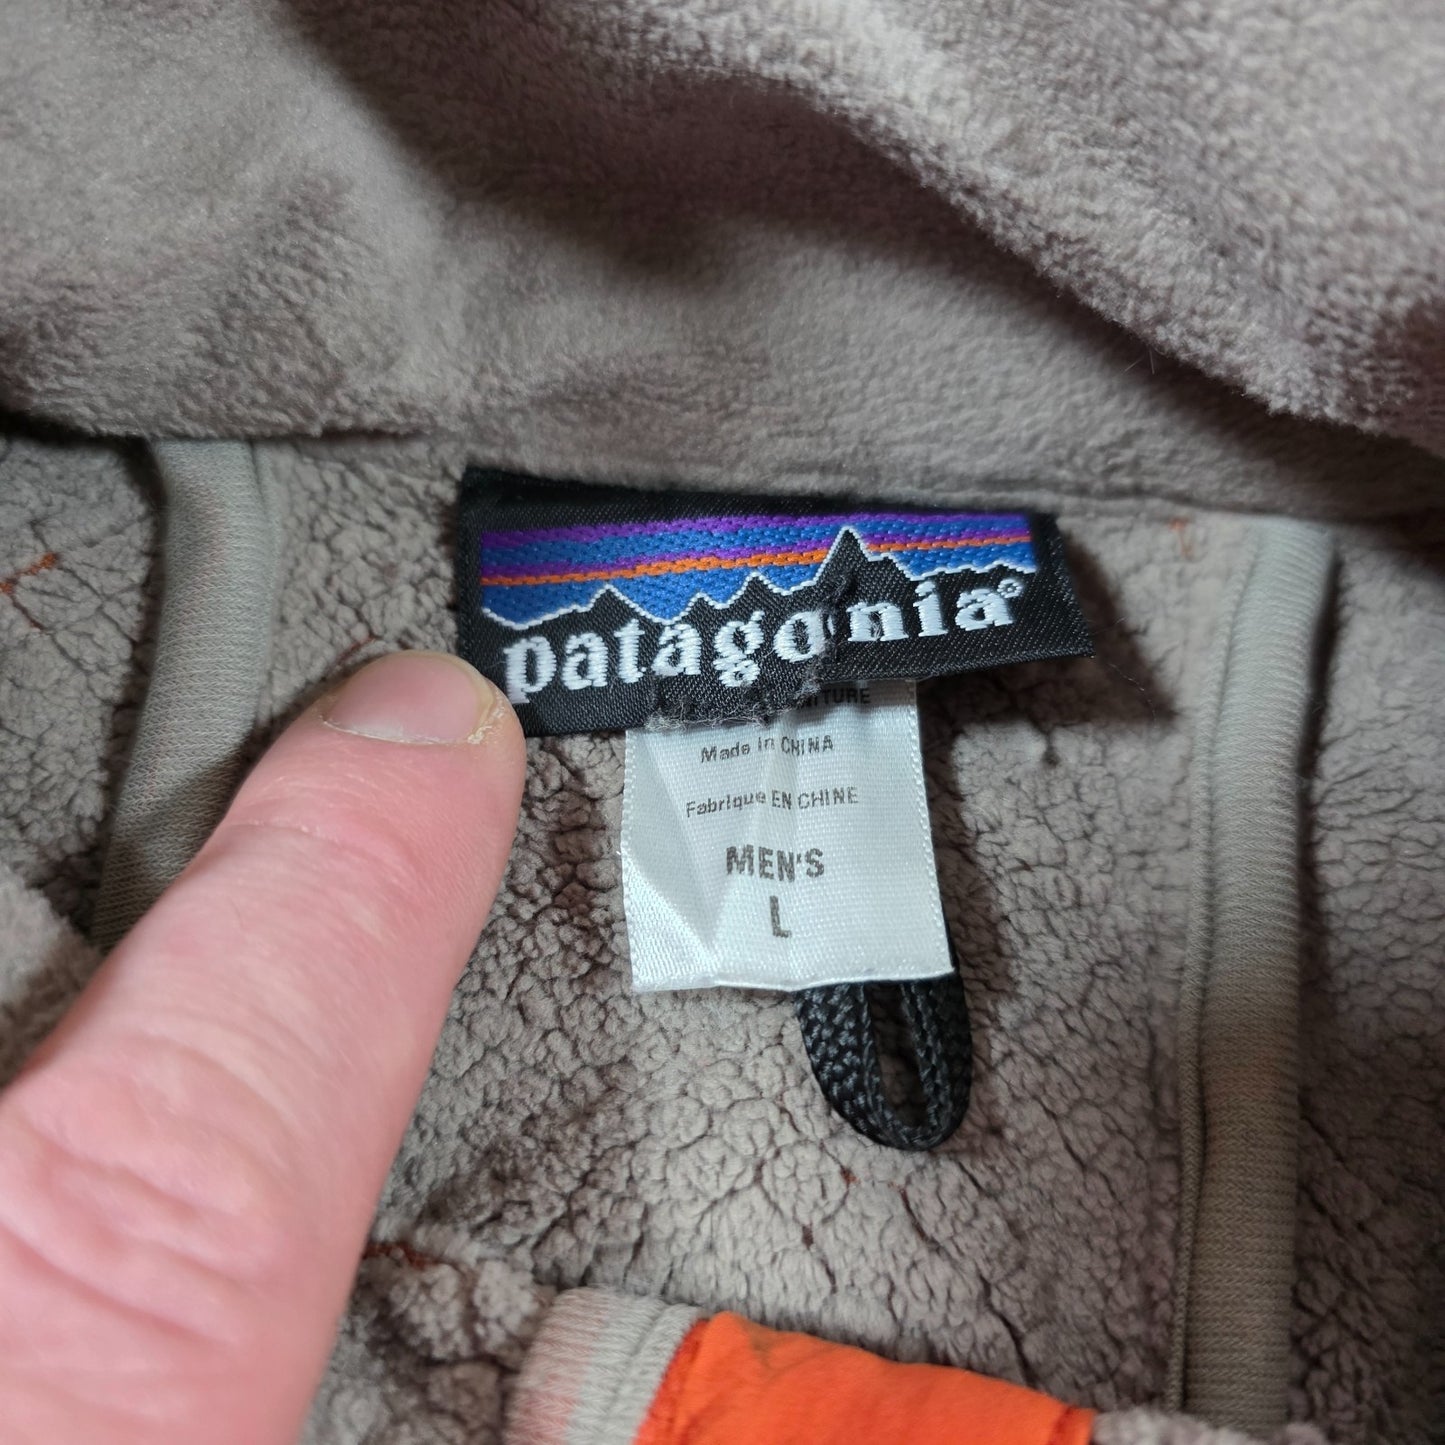 patagonia®
Made in CHINA
Fabrique EN CHINE
MEN'S
L